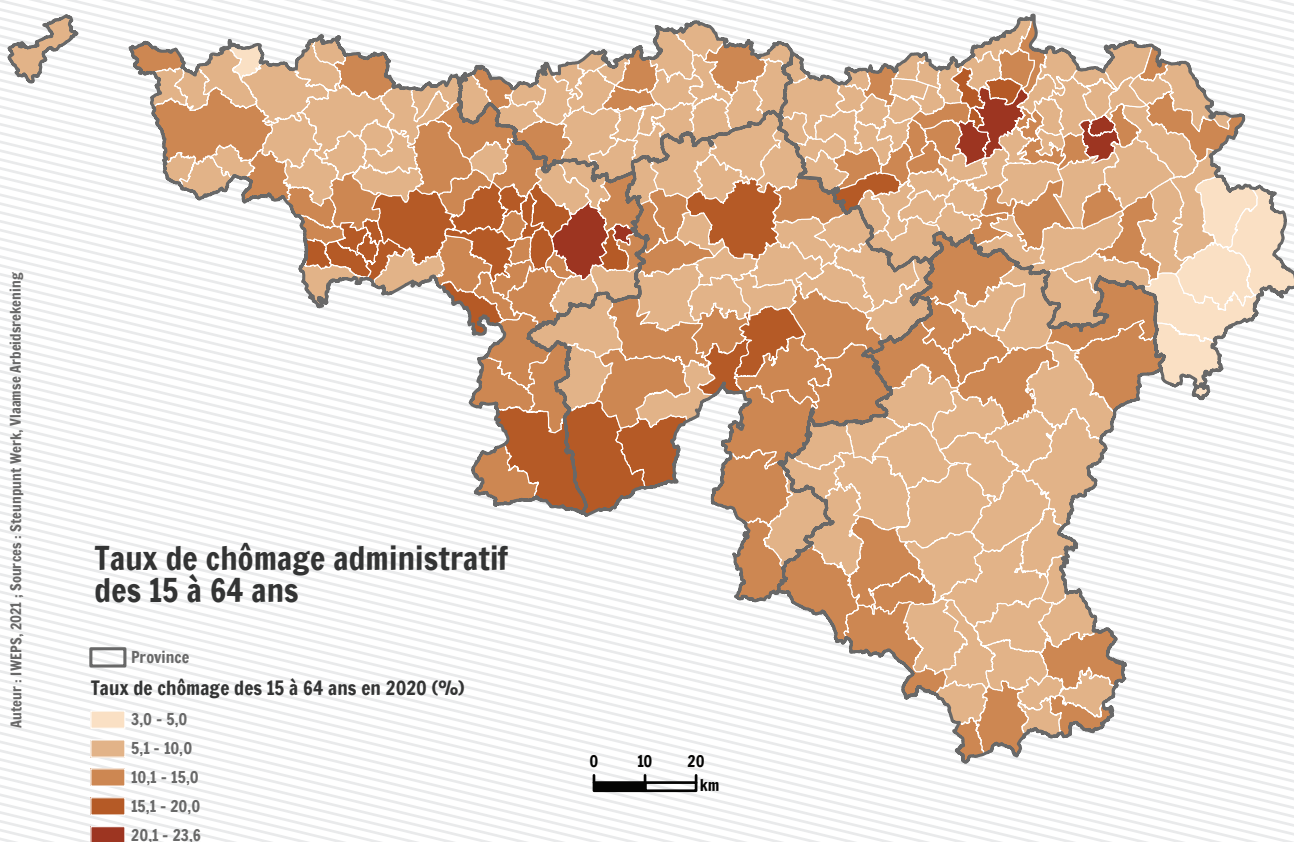 Auteur : IWEPS, 2021 ; Sources : Steunpunt Werk, Vlaamse Arbeidsrekening
Taux de chômage administratif
des 15 à 64 ans
Province
Taux de chômage des 15 à 64 ans en 2020 (%)
3,0 - 5,0
5,1 - 10,0
10,1 - 15,0
15,1 - 20,0
20,1 - 23,6
0 10 20
km